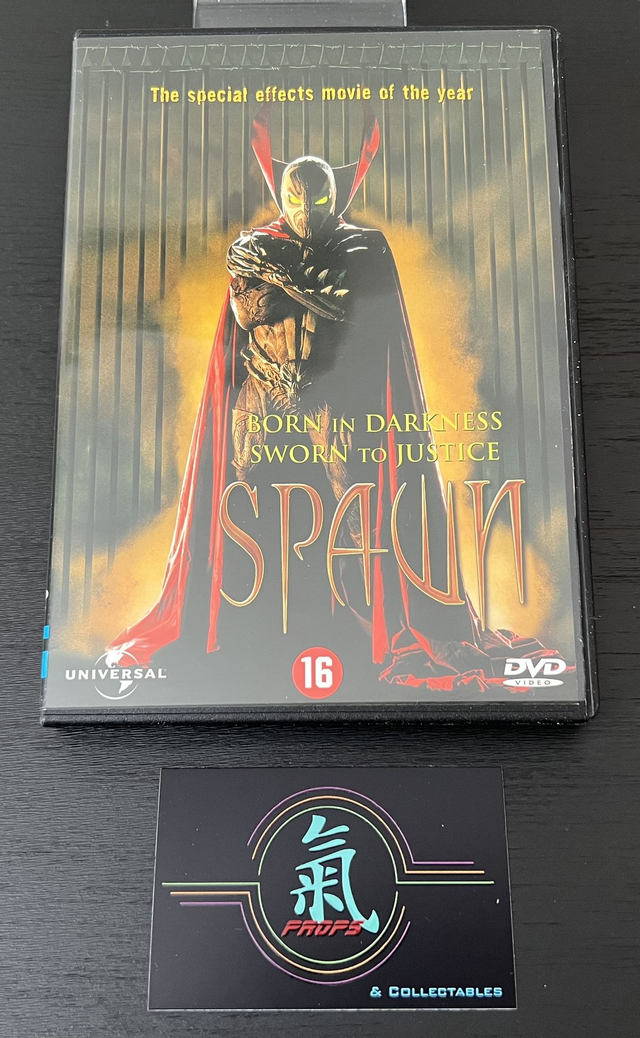 The special effects movie of the year
BORN IN DARKNESS
SWORN TO JUSTICE
SPAWN
UNIVERSAL
16
DVD
VIDEO
氣
PROPS
& COLLECTABLES